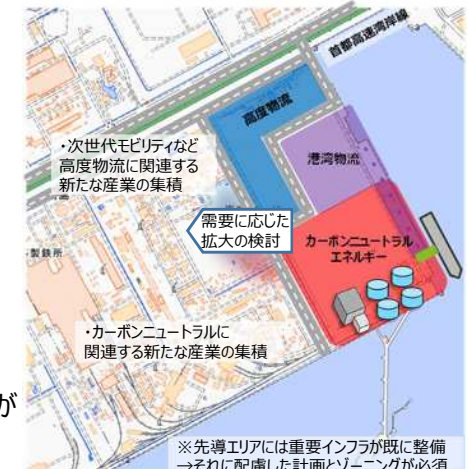 首都高速湾岸線
高度物流
・次世代モビリティなど
高度物流に関連する
新たな産業の集積
港湾物流
需要に応じた
拡大の検討
カーボンニュートラル
エネルギー
製鉄所
・カーボンニュートラルに
関連する新たな産業の集積
が
※先導エリアには重要インフラが既に整備
→それに配慮した計画とゾーニングが必須